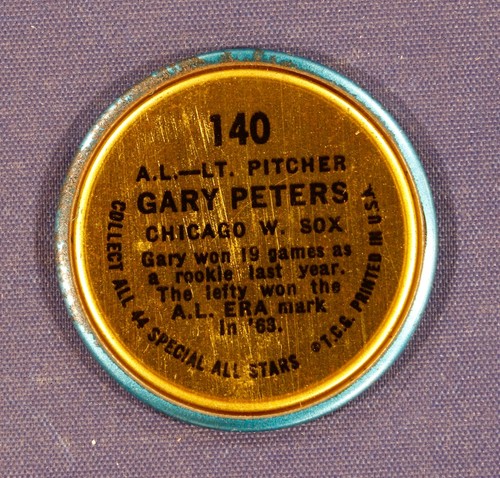 140
A.L.—LT. PITCHER
GARY PETERS
CHICAGO W. SOX
Gary won 19 games as
a rookie last year.
The lefty won the
A.L. ERA mark
in '63.
COLLECT ALL 44 SPECIAL ALL STARS
©T.C.G. PRINTED IN USA